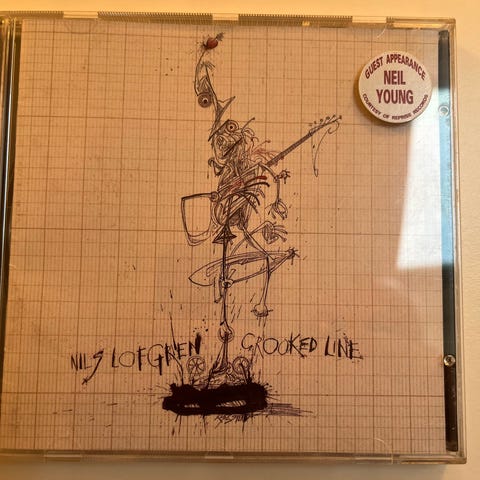 GUEST APPEARANCE
NEIL
YOUNG
COURTESY OF REPRISE RECORDS
NILS LOFGREN CROOKED LINE